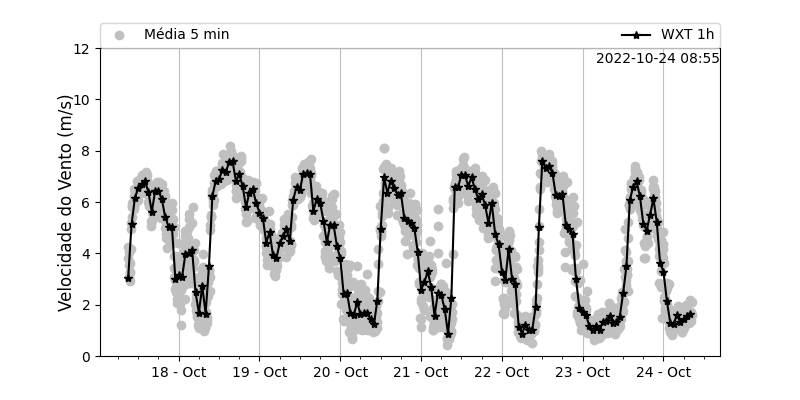 Média 5 min WXT 1h
2022-10-24 08:55
Velocidade do Vento (m/s)
12
10
8
6
4
2
0
18 - Oct 19 - Oct 20 - Oct 21 - Oct 22 - Oct 23 - Oct 24 - Oct